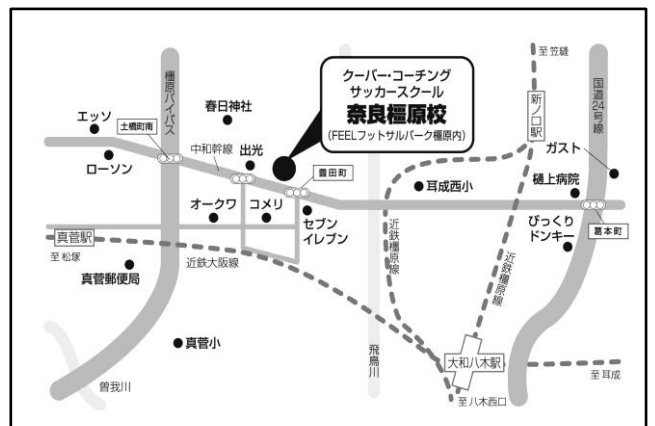 至笠縫
クーバー・コーチング
サッカースクール
奈良橿原校
(FEELフットサルパーク橿原内)
橿原バイパス
国道24号線
新ノ口駅
エッソ
土橋町南
春日神社
ガスト
ローソン
中和幹線
出光
豊田町
耳成西小
樋上病院
オークワ
コメリ
セブン
イレブン
びっくり
ドンキー
葛本町
真菅駅
至松塚
近鉄大阪線
近鉄橿原線
近鉄橿原線
真菅郵便局
真菅小
飛鳥川
大和八木駅
至耳成
曽我川
至八木西口